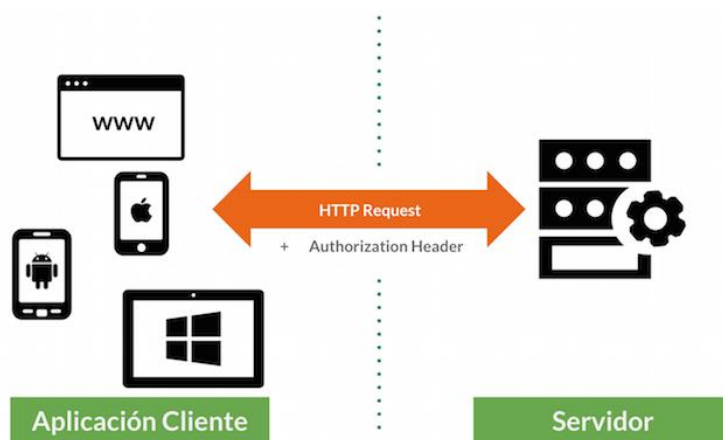 WWW
HTTP Request
+ Authorization Header
Aplicación Cliente
Servidor